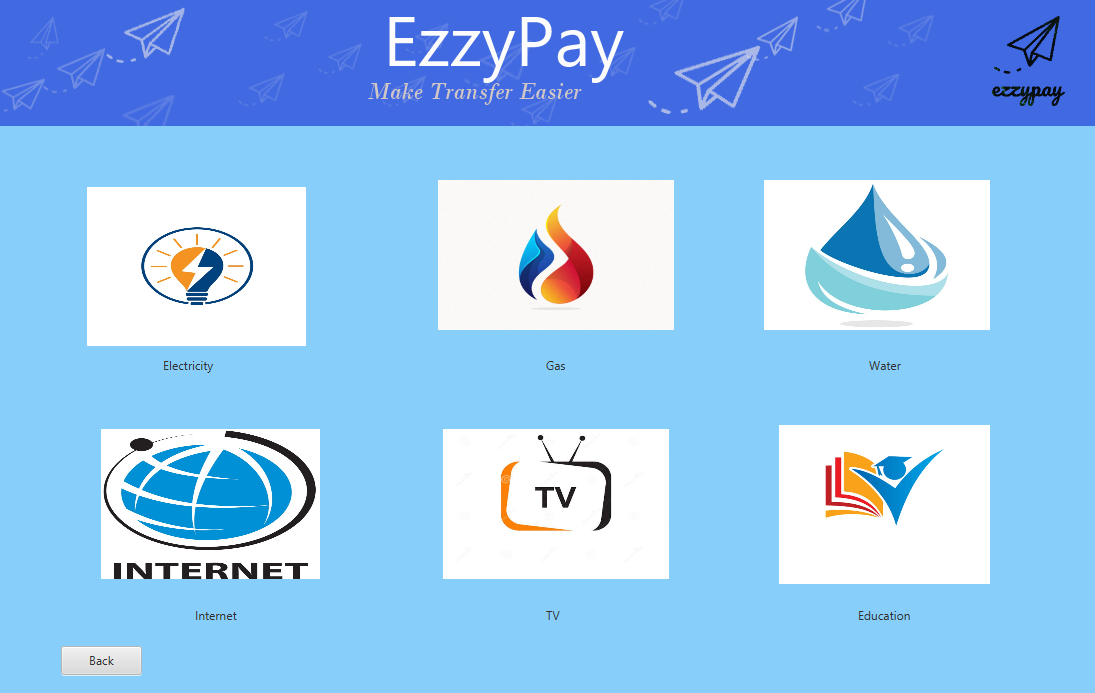 EzzyPay
Make Transfer Easier
ezzypay
Electricity
Gas
Water
INTERNET
TV
Internet
TV
Education
Back